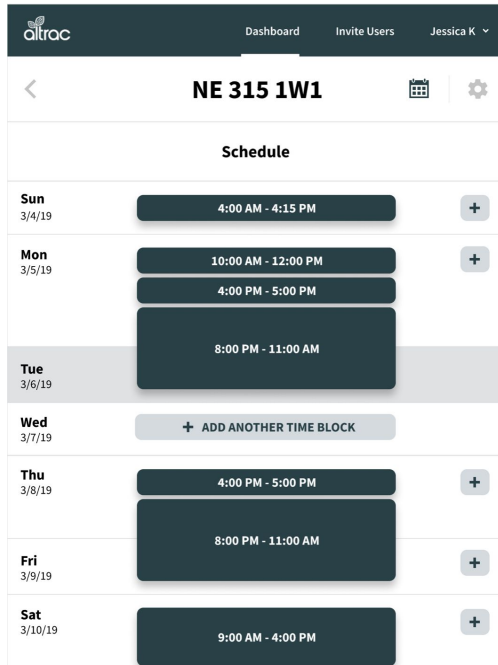 altrac
Dashboard
Invite Users
Jessica K
NE 315 1W1
Schedule
Sun
3/4/19
4:00 AM - 4:15 PM
+
Mon
3/5/19
10:00 AM - 12:00 PM
+
4:00 PM - 5:00 PM
8:00 PM - 11:00 AM
Tue
3/6/19
Wed
3/7/19
+ ADD ANOTHER TIME BLOCK
Thu
3/8/19
4:00 PM - 5:00 PM
+
8:00 PM - 11:00 AM
Fri
3/9/19
+
Sat
3/10/19
9:00 AM - 4:00 PM
+